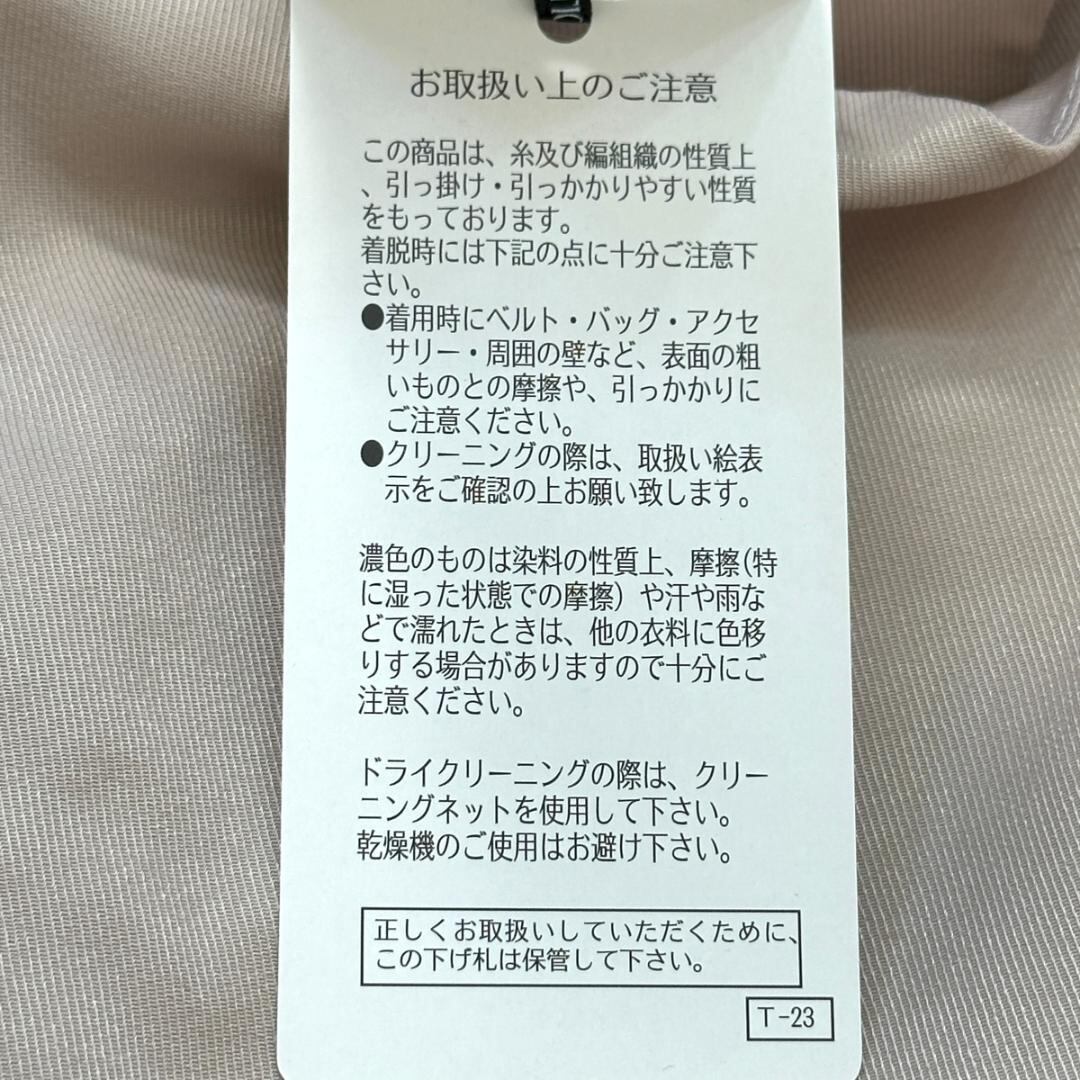 お取扱い上のご注意
この商品は、糸及び編組織の性質上
、引っ掛け・引っかかりやすい性質
をもっております。
着脱時には下記の点に十分ご注意下
さい。
●着用時にベルト・バッグ・アクセ
サリー・周囲の壁など、表面の粗
いものとの摩擦や、引っかかりに
ご注意ください。
●クリーニングの際は、取扱い絵表
示をご確認の上お願い致します。
濃色のものは染料の性質上、摩擦(特
に湿った状態での摩擦)や汗や雨な
どで濡れたときは、他の衣料に色移
りする場合がありますので十分にご
注意ください。
ドライクリーニングの際は、クリー
ニングネットを使用して下さい。
乾燥機のご使用はお避け下さい。
正しくお取扱いしていただくために、
この下げ札は保管して下さい。
T-23